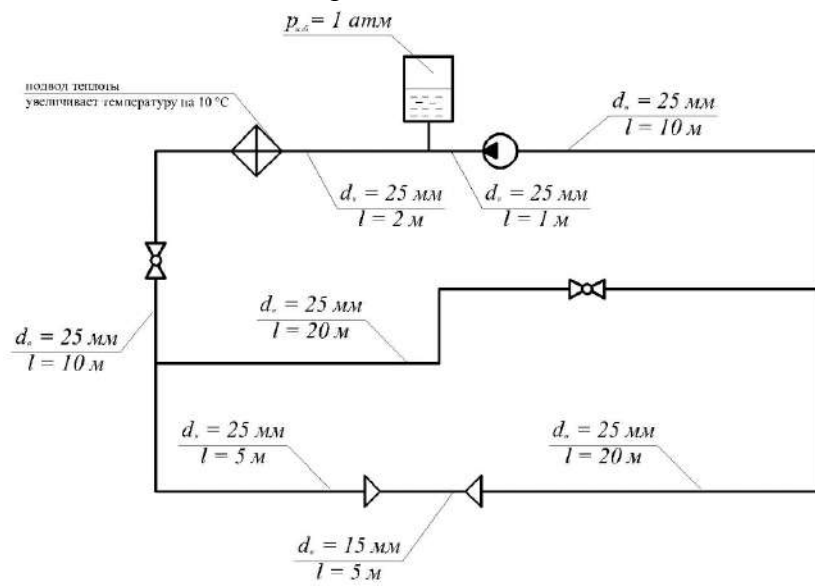 p_{и.б} = 1 атм
подвод теплоты
увеличивает температуру на 10 °C
d_в = 25 мм
l = 10 м
d_в = 25 мм
l = 2 м
d_в = 25 мм
l = 1 м
d_в = 25 мм
l = 20 м
d_в = 25 мм
l = 10 м
d_в = 25 мм
l = 5 м
d_в = 25 мм
l = 20 м
d_в = 15 мм
l = 5 м